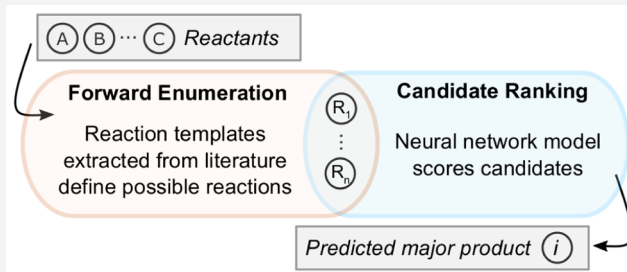 A B ... C Reactants
Forward Enumeration
Reaction templates
extracted from literature
define possible reactions
R1
⋮
Rn
Candidate Ranking
Neural network model
scores candidates
Predicted major product i